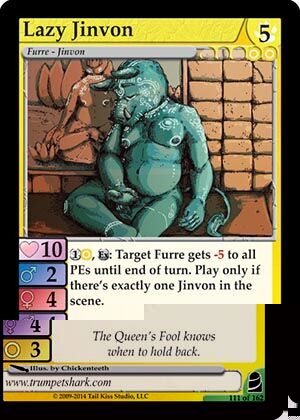 Lazy Jinvon
5
Furre - Jinvon
10
2
4
4
3
1, : Target Furre gets -5 to all
PEs until end of turn. Play only if
there's exactly one Jinvon in the
scene.
The Queen's Fool knows
when to hold back.
Illus. by Chickenteeth
www.trumpetshark.com
© 2009-2014 Tail Kiss Studio, LLC
111 of 162